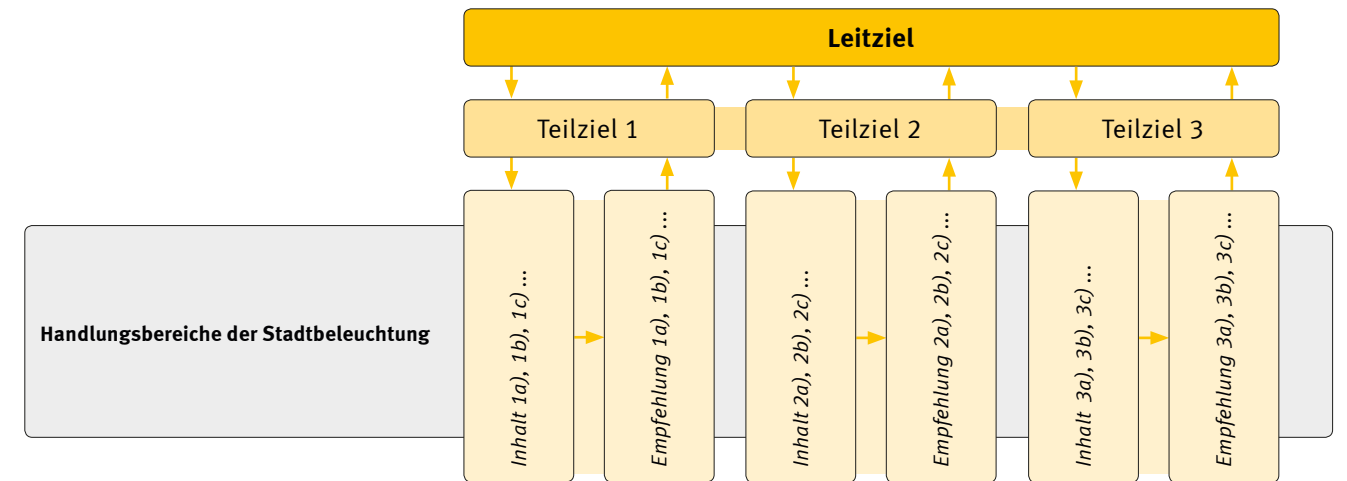 Leitziel
Teilziel 1
Teilziel 2
Teilziel 3
Handlungsbereiche der Stadtbeleuchtung
Inhalt 1a), 1b), 1c) ...
Empfehlung 1a), 1b), 1c) ...
Inhalt 2a), 2b), 2c) ...
Empfehlung 2a), 2b), 2c) ...
Inhalt 3a), 3b), 3c) ...
Empfehlung 3a), 3b), 3c) ...